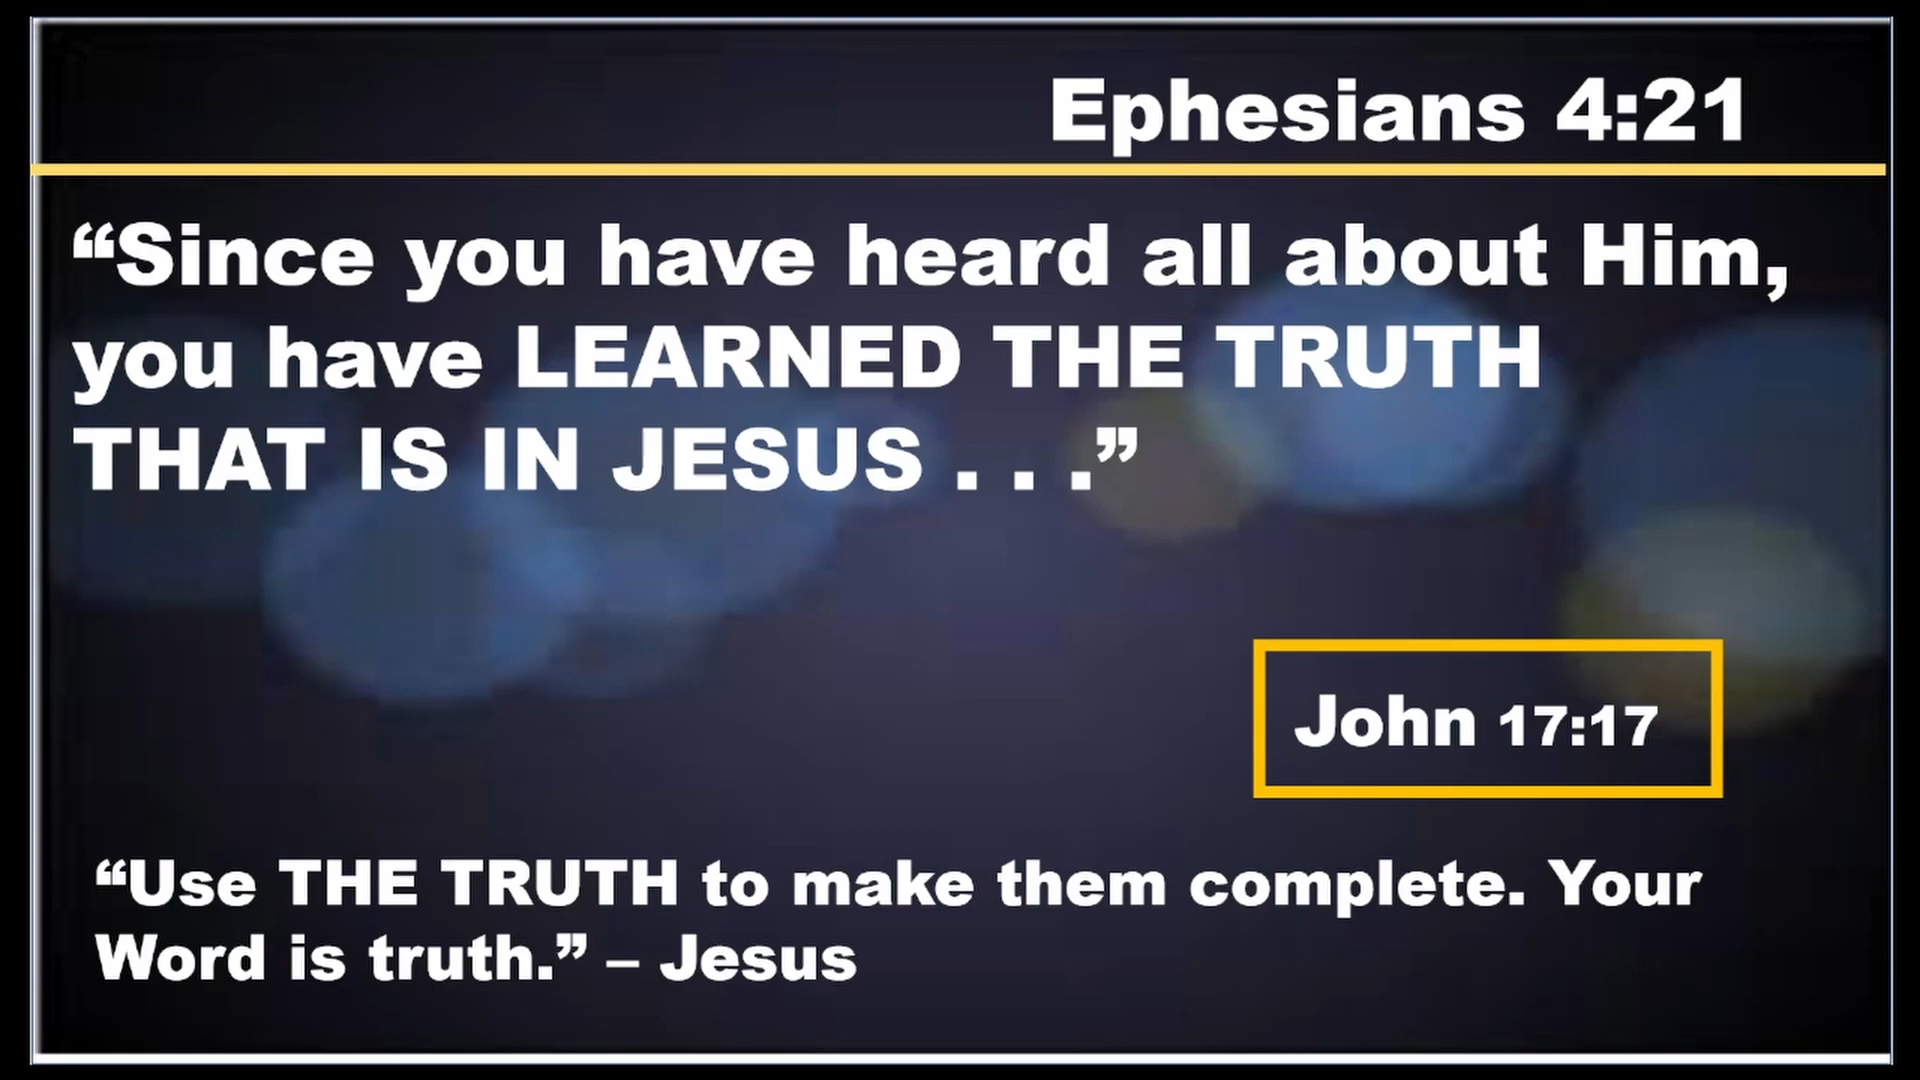 Ephesians 4:21
“Since you have heard all about Him,
you have LEARNED THE TRUTH
THAT IS IN JESUS . . .”
John 17:17
“Use THE TRUTH to make them complete. Your
Word is truth.” – Jesus